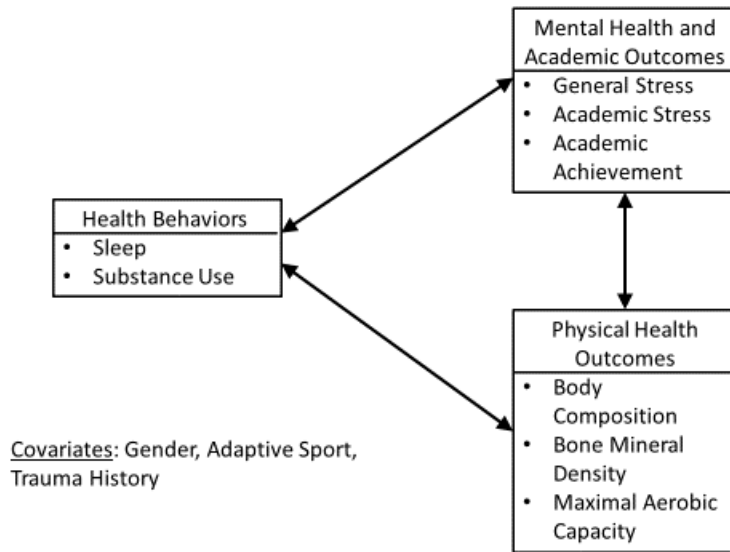 Mental Health and
Academic Outcomes
• General Stress
• Academic Stress
• Academic
Achievement
Health Behaviors
• Sleep
• Substance Use
Physical Health
Outcomes
• Body
Composition
• Bone Mineral
Density
• Maximal Aerobic
Capacity
Covariates: Gender, Adaptive Sport,
Trauma History